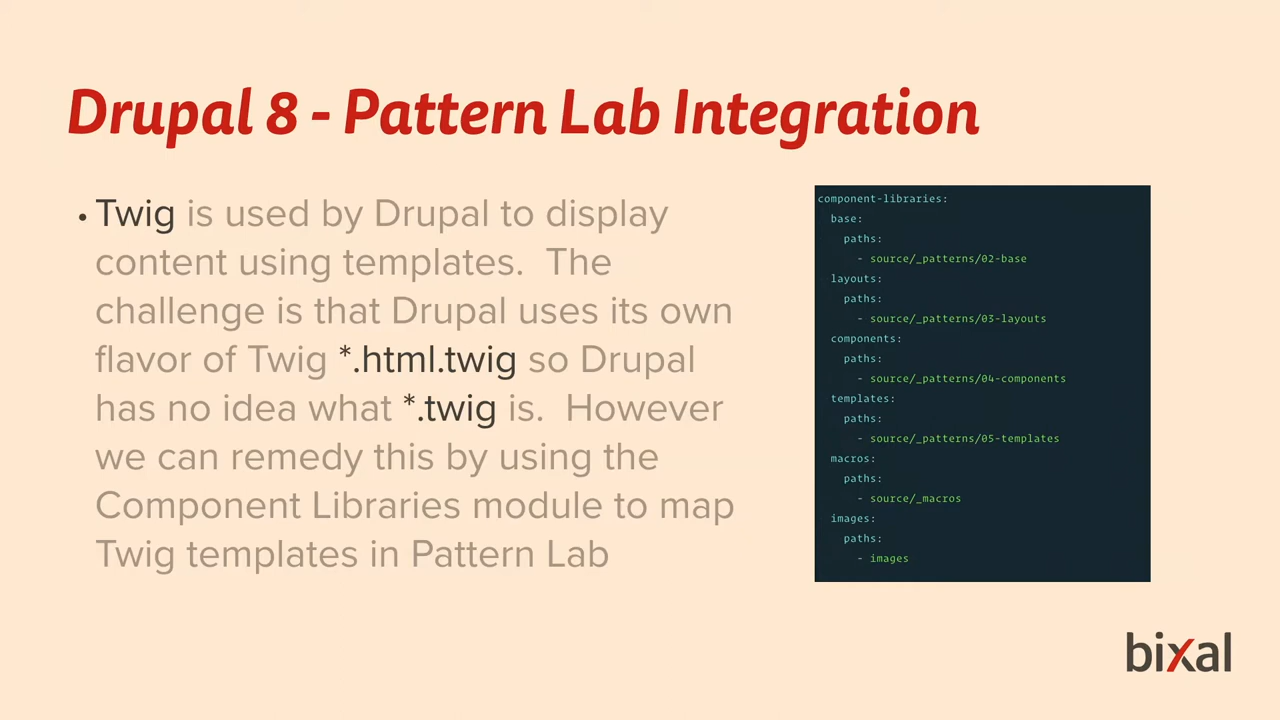 Drupal 8 - Pattern Lab Integration
• Twig is used by Drupal to display
content using templates.  The
challenge is that Drupal uses its own
flavor of Twig *.html.twig so Drupal
has no idea what *.twig is.  However
we can remedy this by using the
Component Libraries module to map
Twig templates in Pattern Lab
component-libraries:
  base:
    paths:
      - source/_patterns/02-base
  layouts:
    paths:
      - source/_patterns/03-layouts
  components:
    paths:
      - source/_patterns/04-components
  templates:
    paths:
      - source/_patterns/05-templates
  macros:
    paths:
      - source/_macros
  images:
    paths:
      - images
bixal